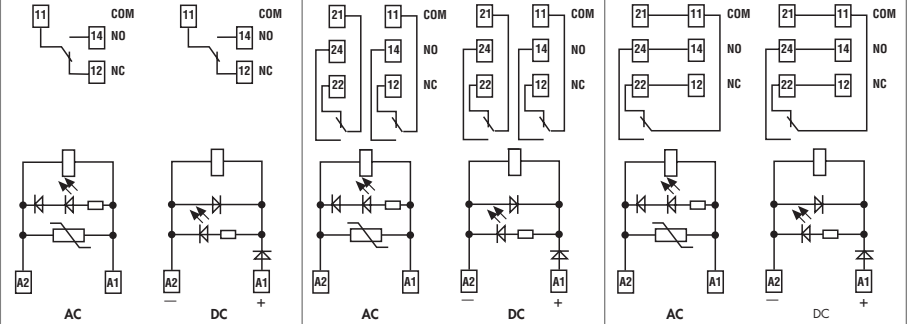 11 COM 11 COM 21 11 COM 21 11 COM 21 11 COM 21 11 COM
14 NO 14 NO 24 14 NO 24 14 NO 24 14 NO 24 14 NO
12 NC 12 NC 22 12 NC 22 12 NC 22 12 NC 22 12 NC
A2 A1 A2 A1 A2 A1 A2 A1 A2 A1 A2 A1
— + — + — +
AC DC AC DC AC DC